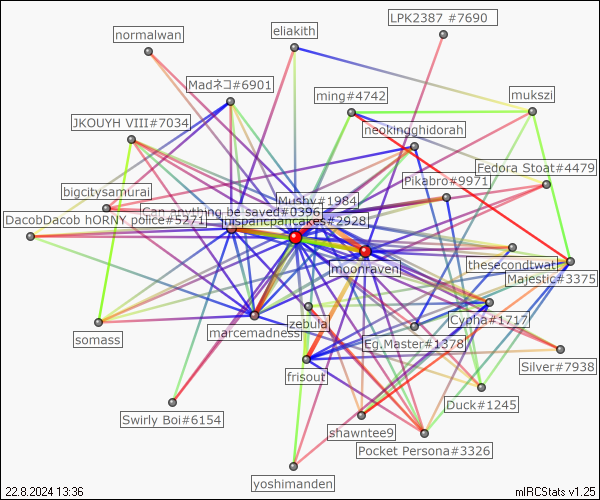 LPK2387 #7690
eliakith
normalwan
Madネコ#6901
ming#4742
mukszi
JKOUYH VIII#7034
neokingghidorah
Fedora Stoat#4479
Pikabro#9971
bigcitysamurai
Mushy#1984
Can anything be saved#0396
DacobDacob hORNY police#5271
#2928
moonraven
thesecondtwat
Majestic#3375
zebula
Cypha#1717
marcemadness
somass
Eg.Master#1378
Silver#7938
frisout
Duck#1245
Swirly Boi#6154
shawntee9
Pocket Persona#3326
yoshimanden
22.8.2024 13:36
mIRCStats v1.25